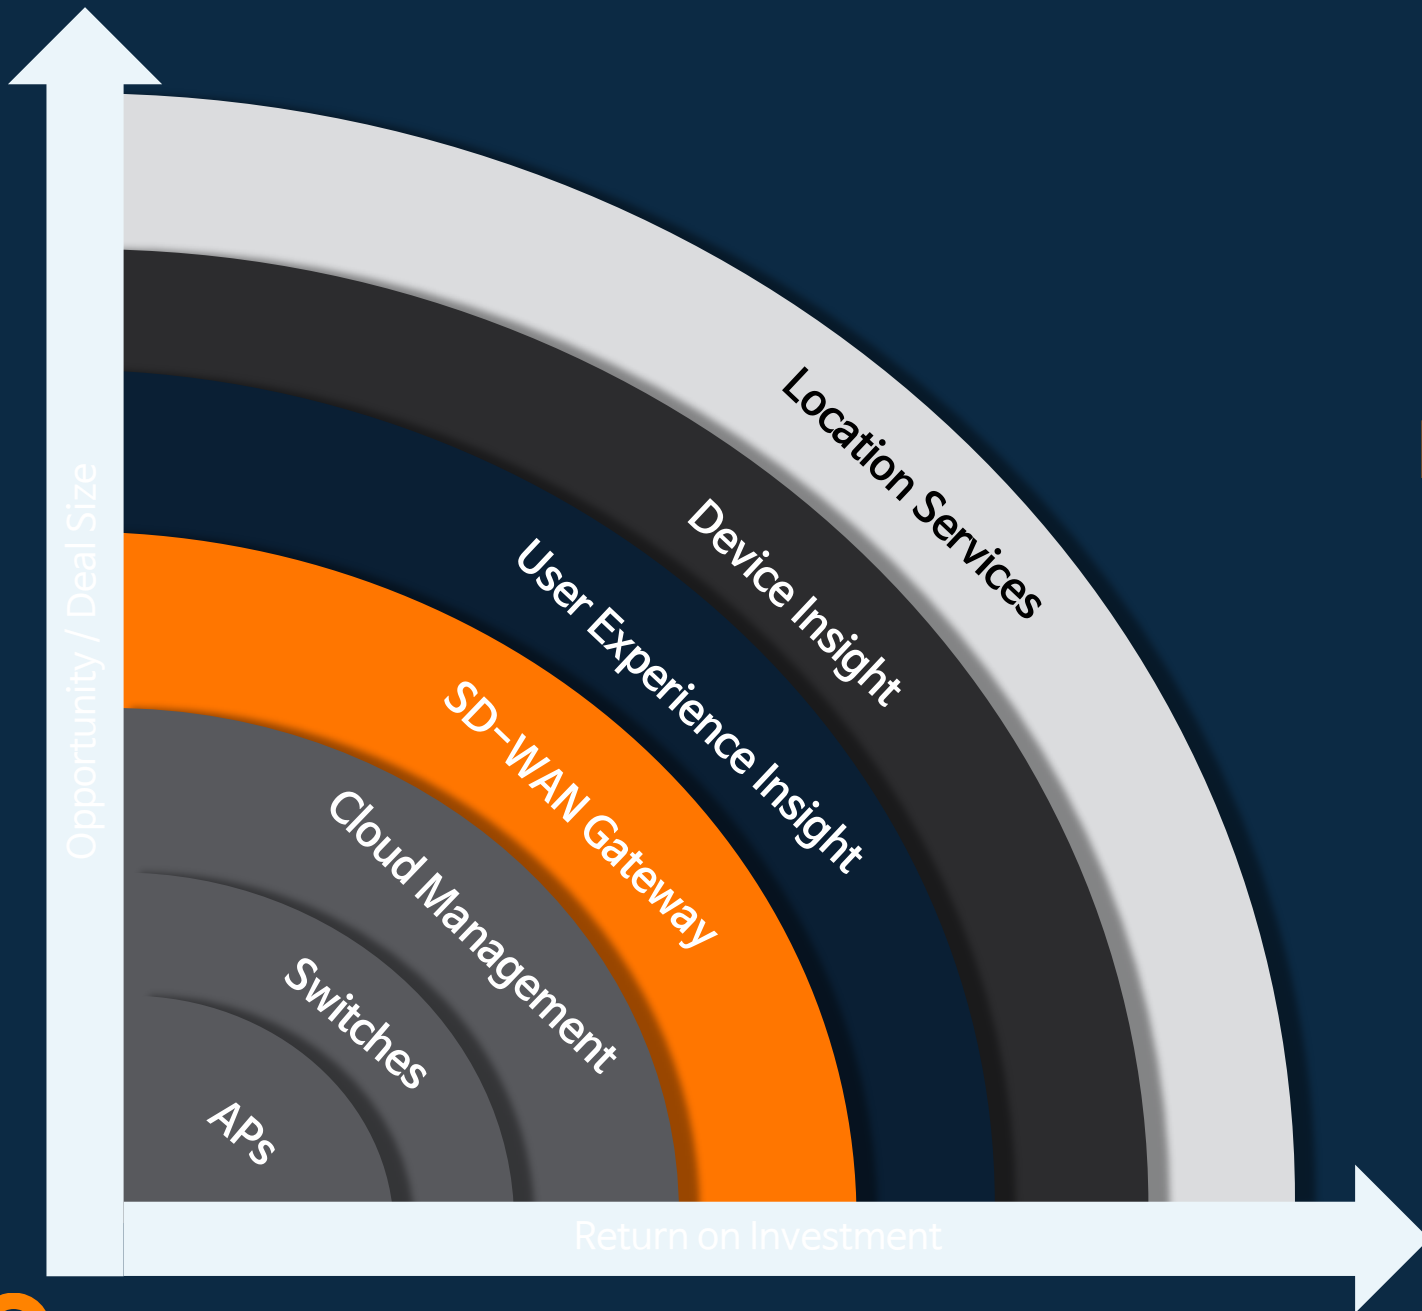 Opportunity / Deal Size
Location Services
Device Insight
User Experience Insight
SD-WAN Gateway
Cloud Management
Switches
APs
Return on Investment